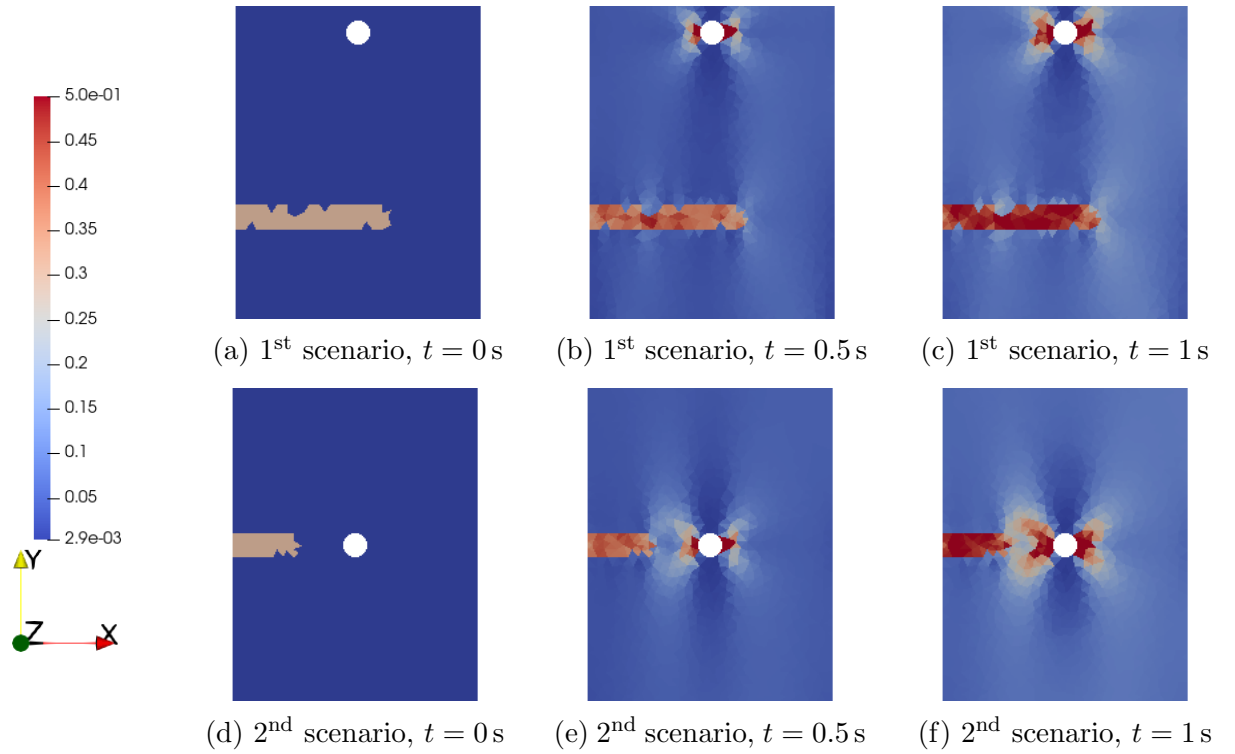 5.0e-01
0.45
0.4
0.35
0.3
0.25
0.2
0.15
0.1
0.05
2.9e-03
Y
Z
X
(a) 1st scenario, t = 0 s
(b) 1st scenario, t = 0.5 s
(c) 1st scenario, t = 1 s
(d) 2nd scenario, t = 0 s
(e) 2nd scenario, t = 0.5 s
(f) 2nd scenario, t = 1 s